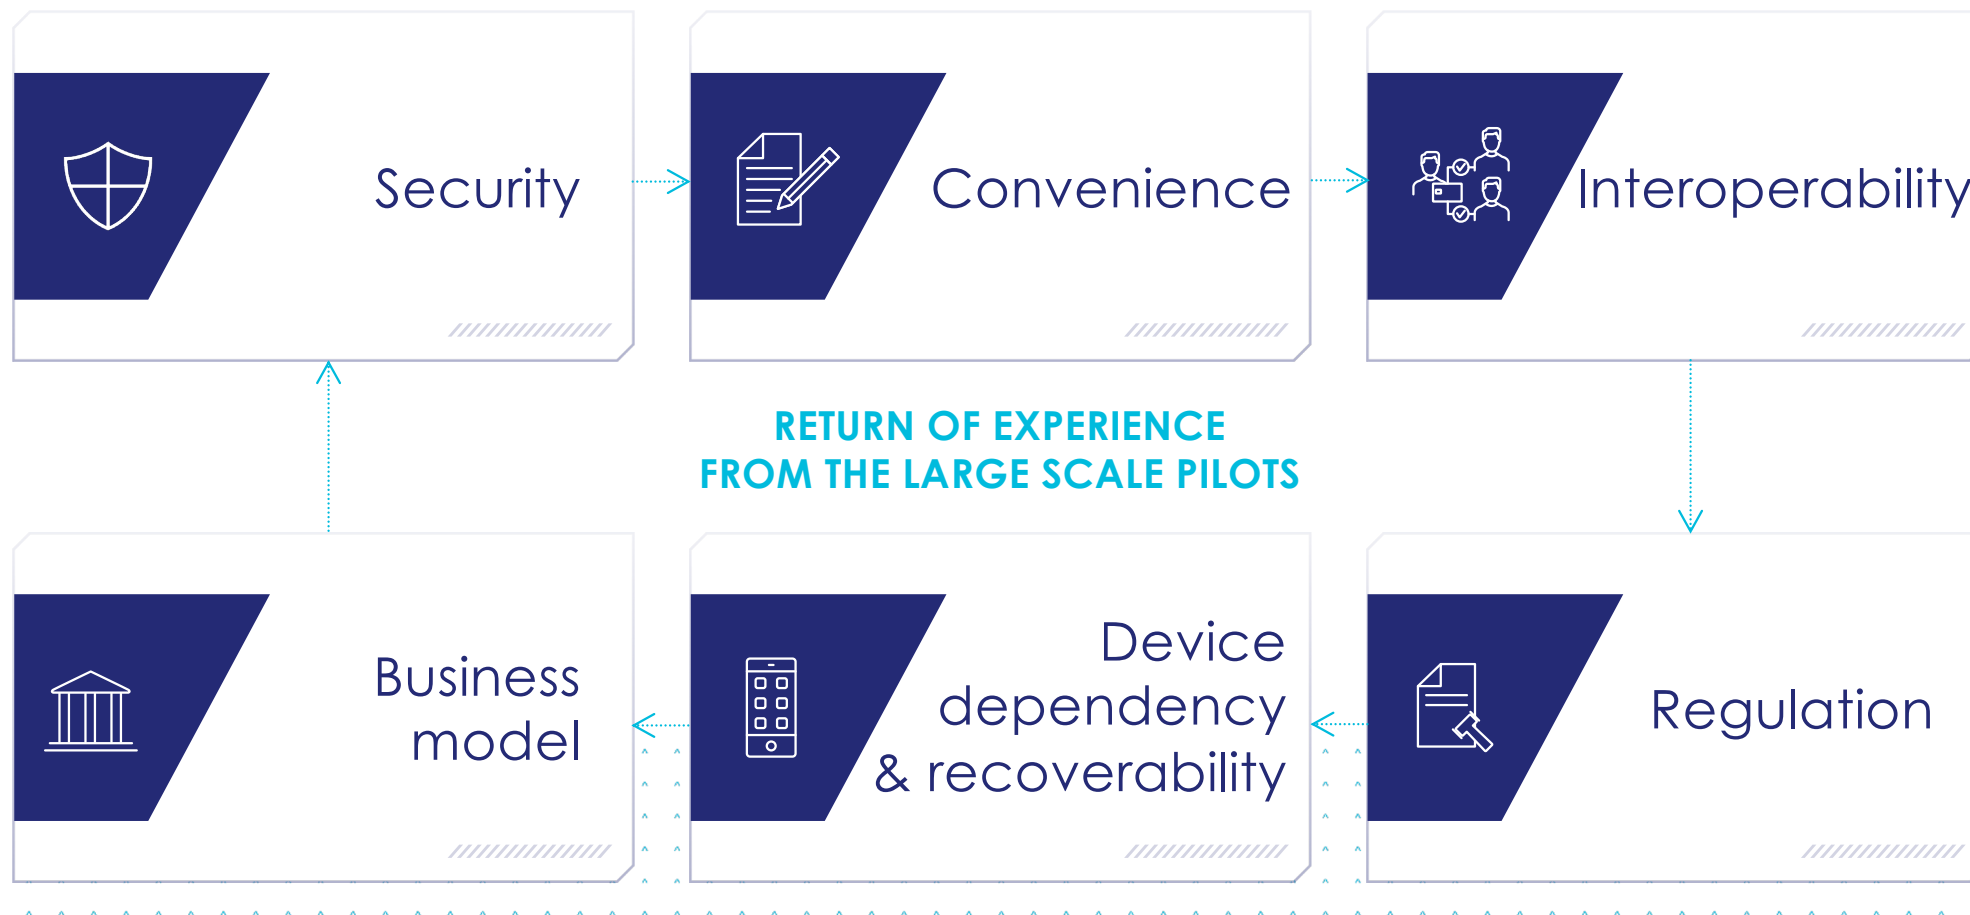 Security
Convenience
Interoperability
RETURN OF EXPERIENCE
FROM THE LARGE SCALE PILOTS
Business
model
Device
dependency
& recoverability
Regulation